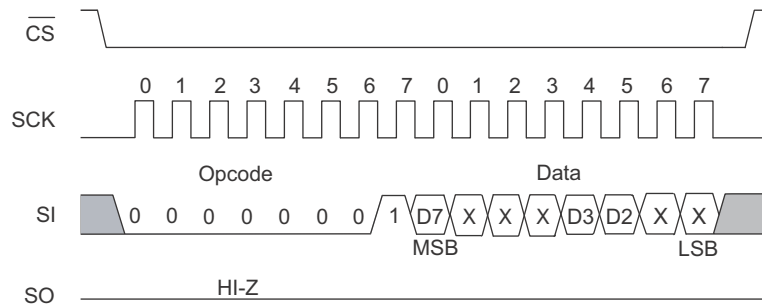 C̅S̅
0 1 2 3 4 5 6 7 0 1 2 3 4 5 6 7
SCK
Opcode Data
SI 0 0 0 0 0 0 0 1 D7 X X X D3 D2 X X
MSB LSB
HI-Z
SO